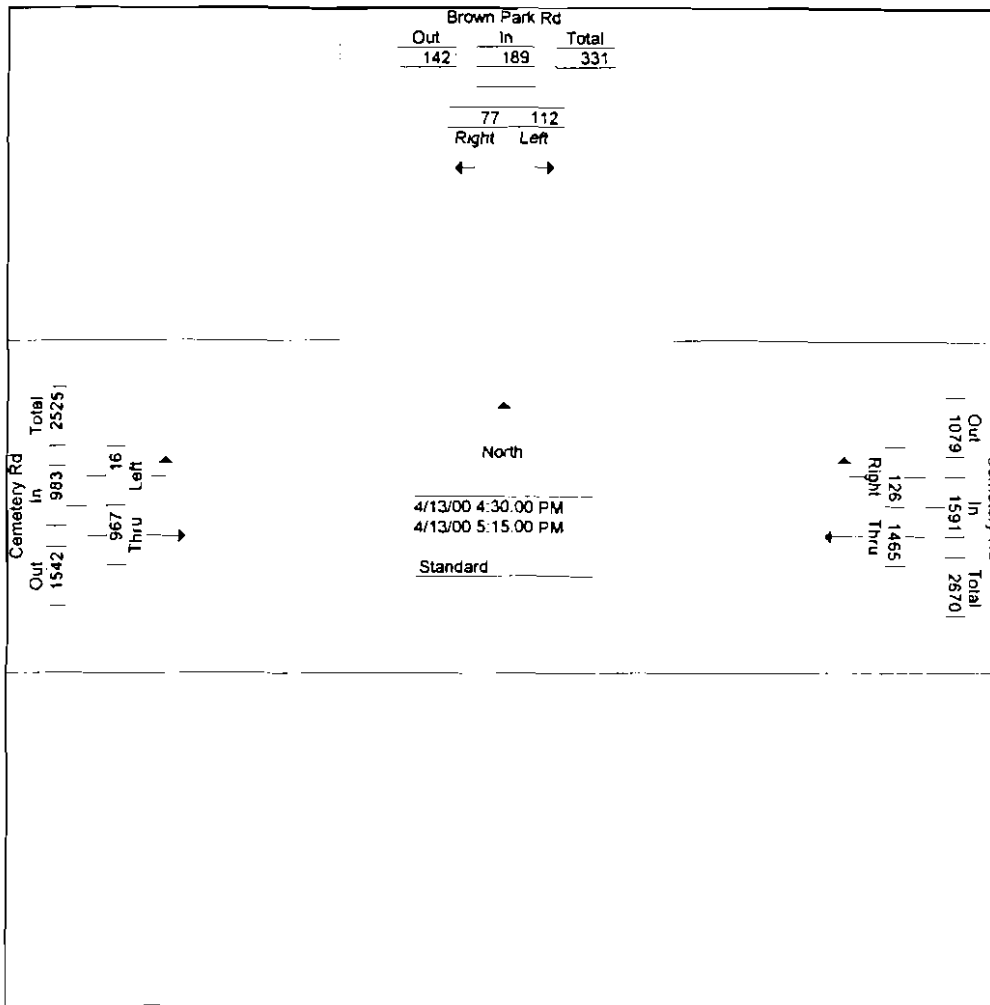 Brown Park Rd
Out In Total
142 189 331
77 112
Right Left
Cemetery Rd
Total In Out
2525 983 1542
16 967
Left Thru
North
4/13/00 4:30:00 PM
4/13/00 5:15:00 PM
Standard
Right Thru
126 1465
Out In Total
1079 1591 2670